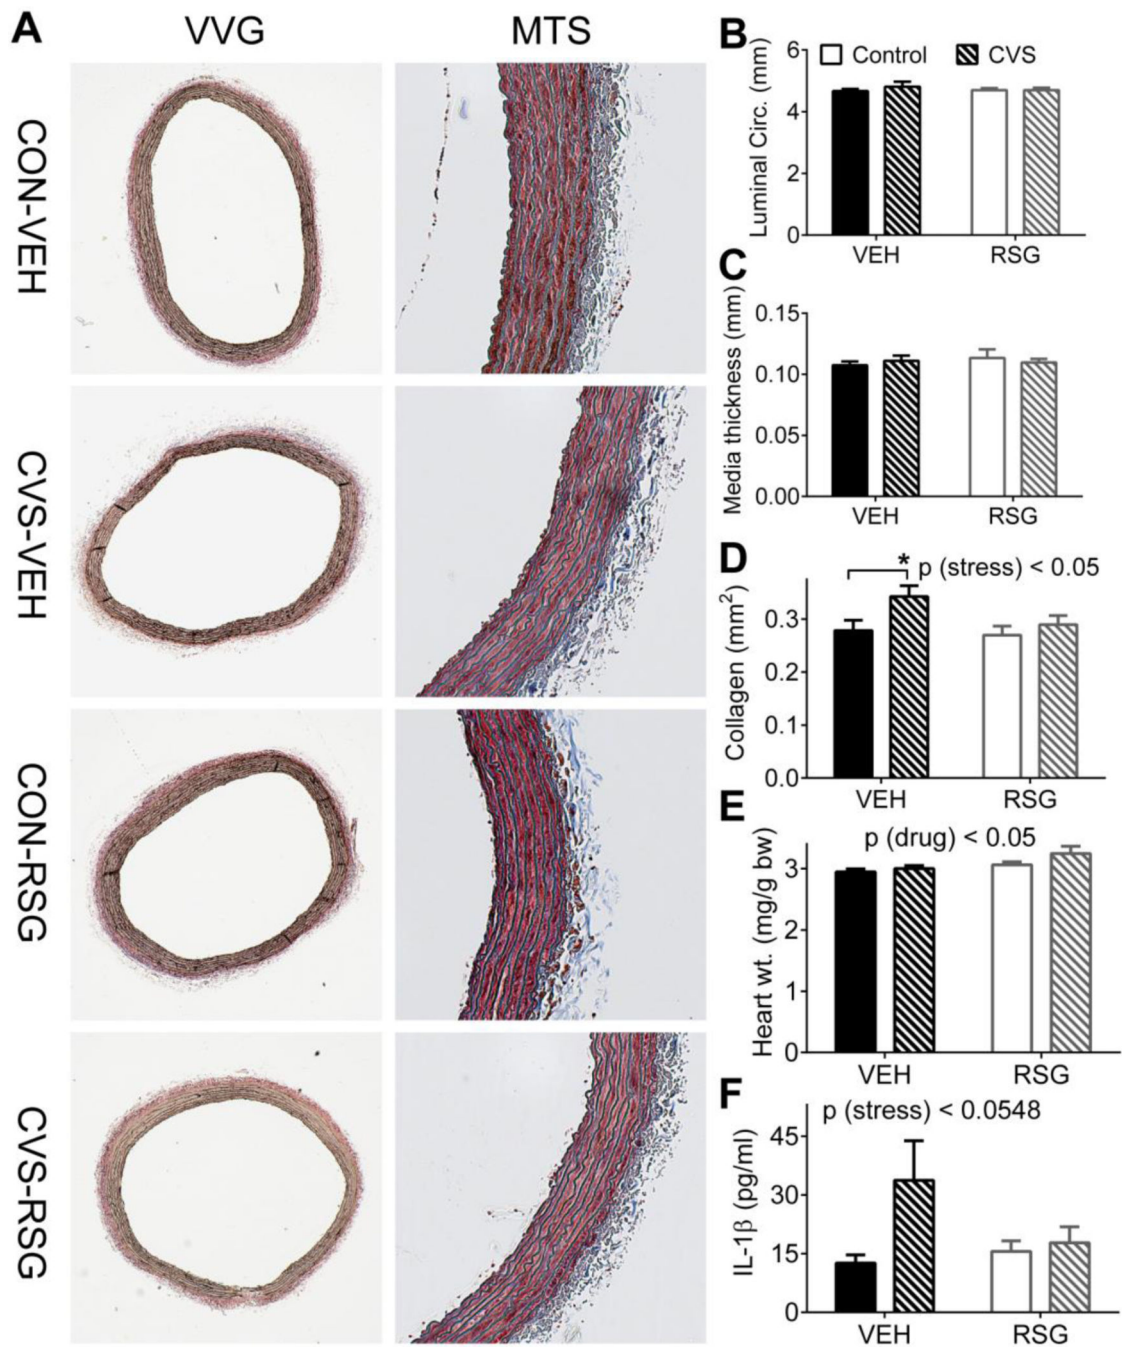 A
VVG
MTS
CON-VEH
CVS-VEH
CON-RSG
CVS-RSG
B
Luminal Circ. (mm)
6
4
2
0
Control
CVS
VEH
RSG
C
Media thickness (mm)
0.15
0.10
0.05
0.00
VEH
RSG
D
* p (stress) < 0.05
Collagen (mm²)
0.3
0.2
0.1
0.0
VEH
RSG
E
p (drug) < 0.05
Heart wt. (mg/g bw)
3
2
1
0
VEH
RSG
F
p (stress) < 0.0548
IL-1β (pg/ml)
45
30
15
0
VEH
RSG